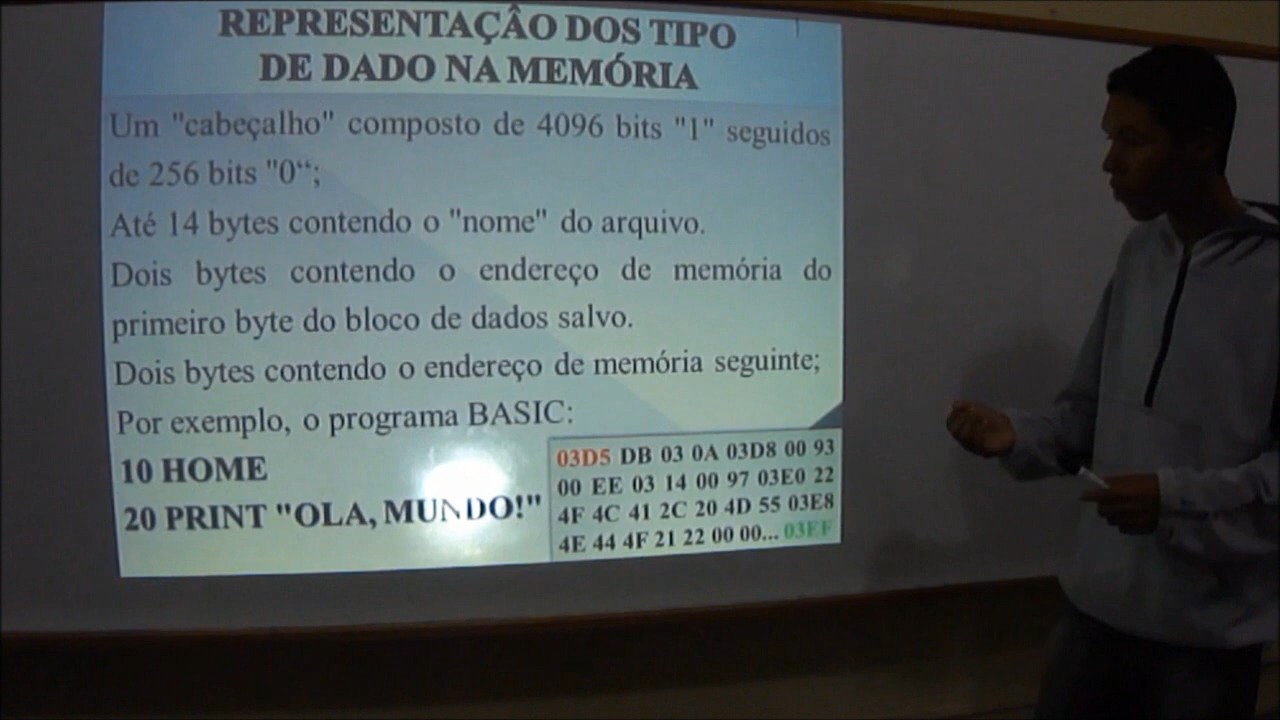 REPRESENTAÇÂO DOS TIPO
DE DADO NA MEMÓRIA
Um "cabeçalho" composto de 4096 bits "1" seguidos
de 256 bits "0“;
Até 14 bytes contendo o "nome" do arquivo.
Dois bytes contendo o endereço de memória do
primeiro byte do bloco de dados salvo.
Dois bytes contendo o endereço de memória seguinte;
Por exemplo, o programa BASIC:
10 HOME
20 PRINT "OLA, MUNDO!"
03D5 DB 03 0A 03D8 00 93
00 EE 03 14 00 97 03E0 22
4F 4C 41 2C 20 4D 55 03E8
4E 44 4F 21 22 00 00... 03EF